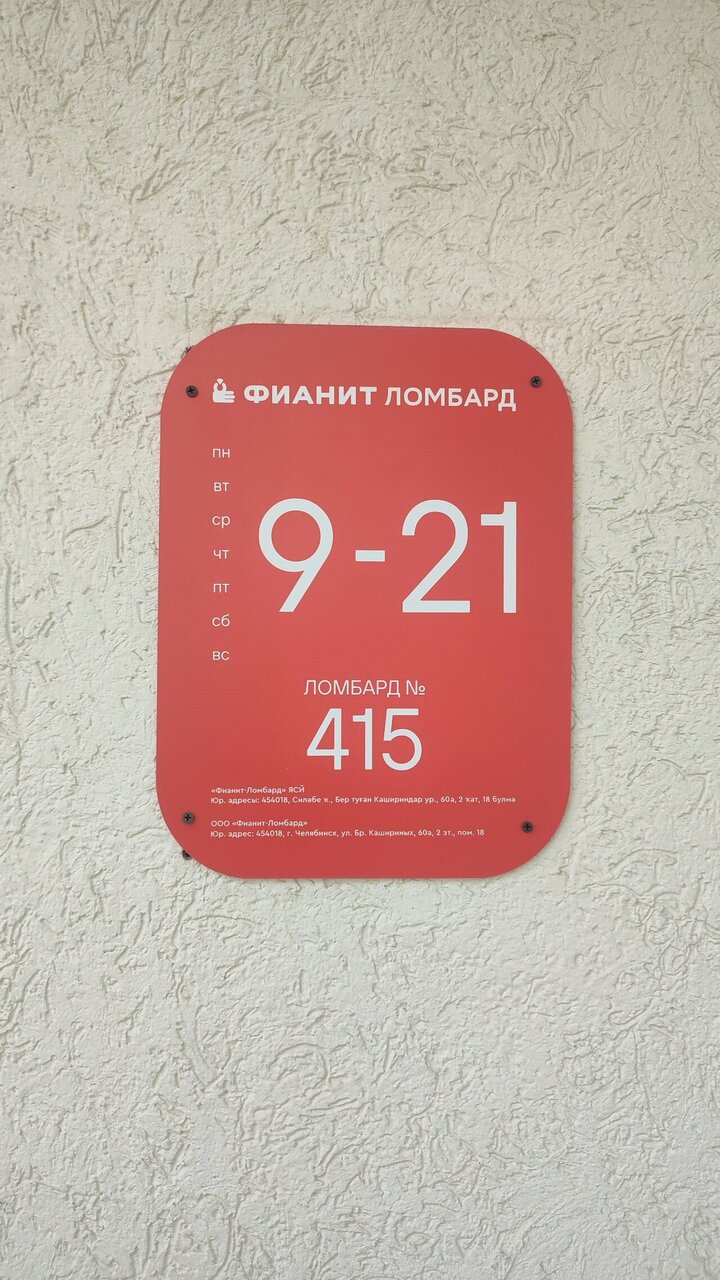 ФИАНИТ ЛОМБАРД
пн
вт
ср
чт
пт
сб
вс
9-21
ЛОМБАРД №
415
«Фианит-Ломбард» ЯСЙ
Юр. адресы: 454018, Силәбе ҡ., Бер туған Кашириндар ур., 60а, 2 ҡат, 18 булма
ООО «Фианит-Ломбард»
Юр. адрес: 454018, г. Челябинск, ул. Бр. Кашириных, 60а, 2 эт., пом. 18